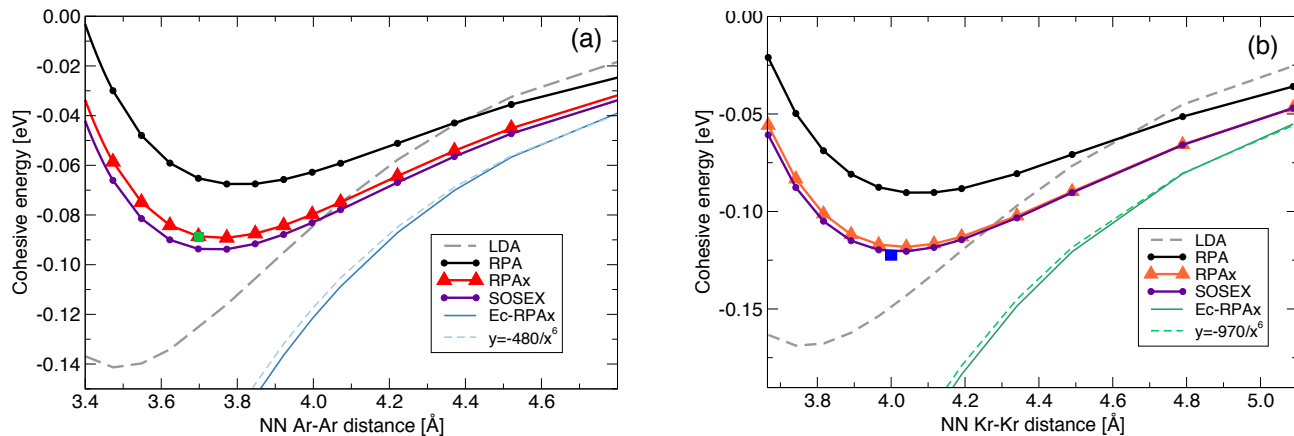 (a)
Cohesive energy [eV]
0.00
-0.02
-0.04
-0.06
-0.08
-0.10
-0.12
-0.14
3.4 3.6 3.8 4.0 4.2 4.4 4.6
NN Ar-Ar distance [Å]
LDA
RPA
RPAx
SOSEX
Ec-RPAx
y=-480/x^6
(b)
Cohesive energy [eV]
0.00
-0.05
-0.10
-0.15
3.8 4.0 4.2 4.4 4.6 4.8 5.0
NN Kr-Kr distance [Å]
LDA
RPA
RPAx
SOSEX
Ec-RPAx
y=-970/x^6